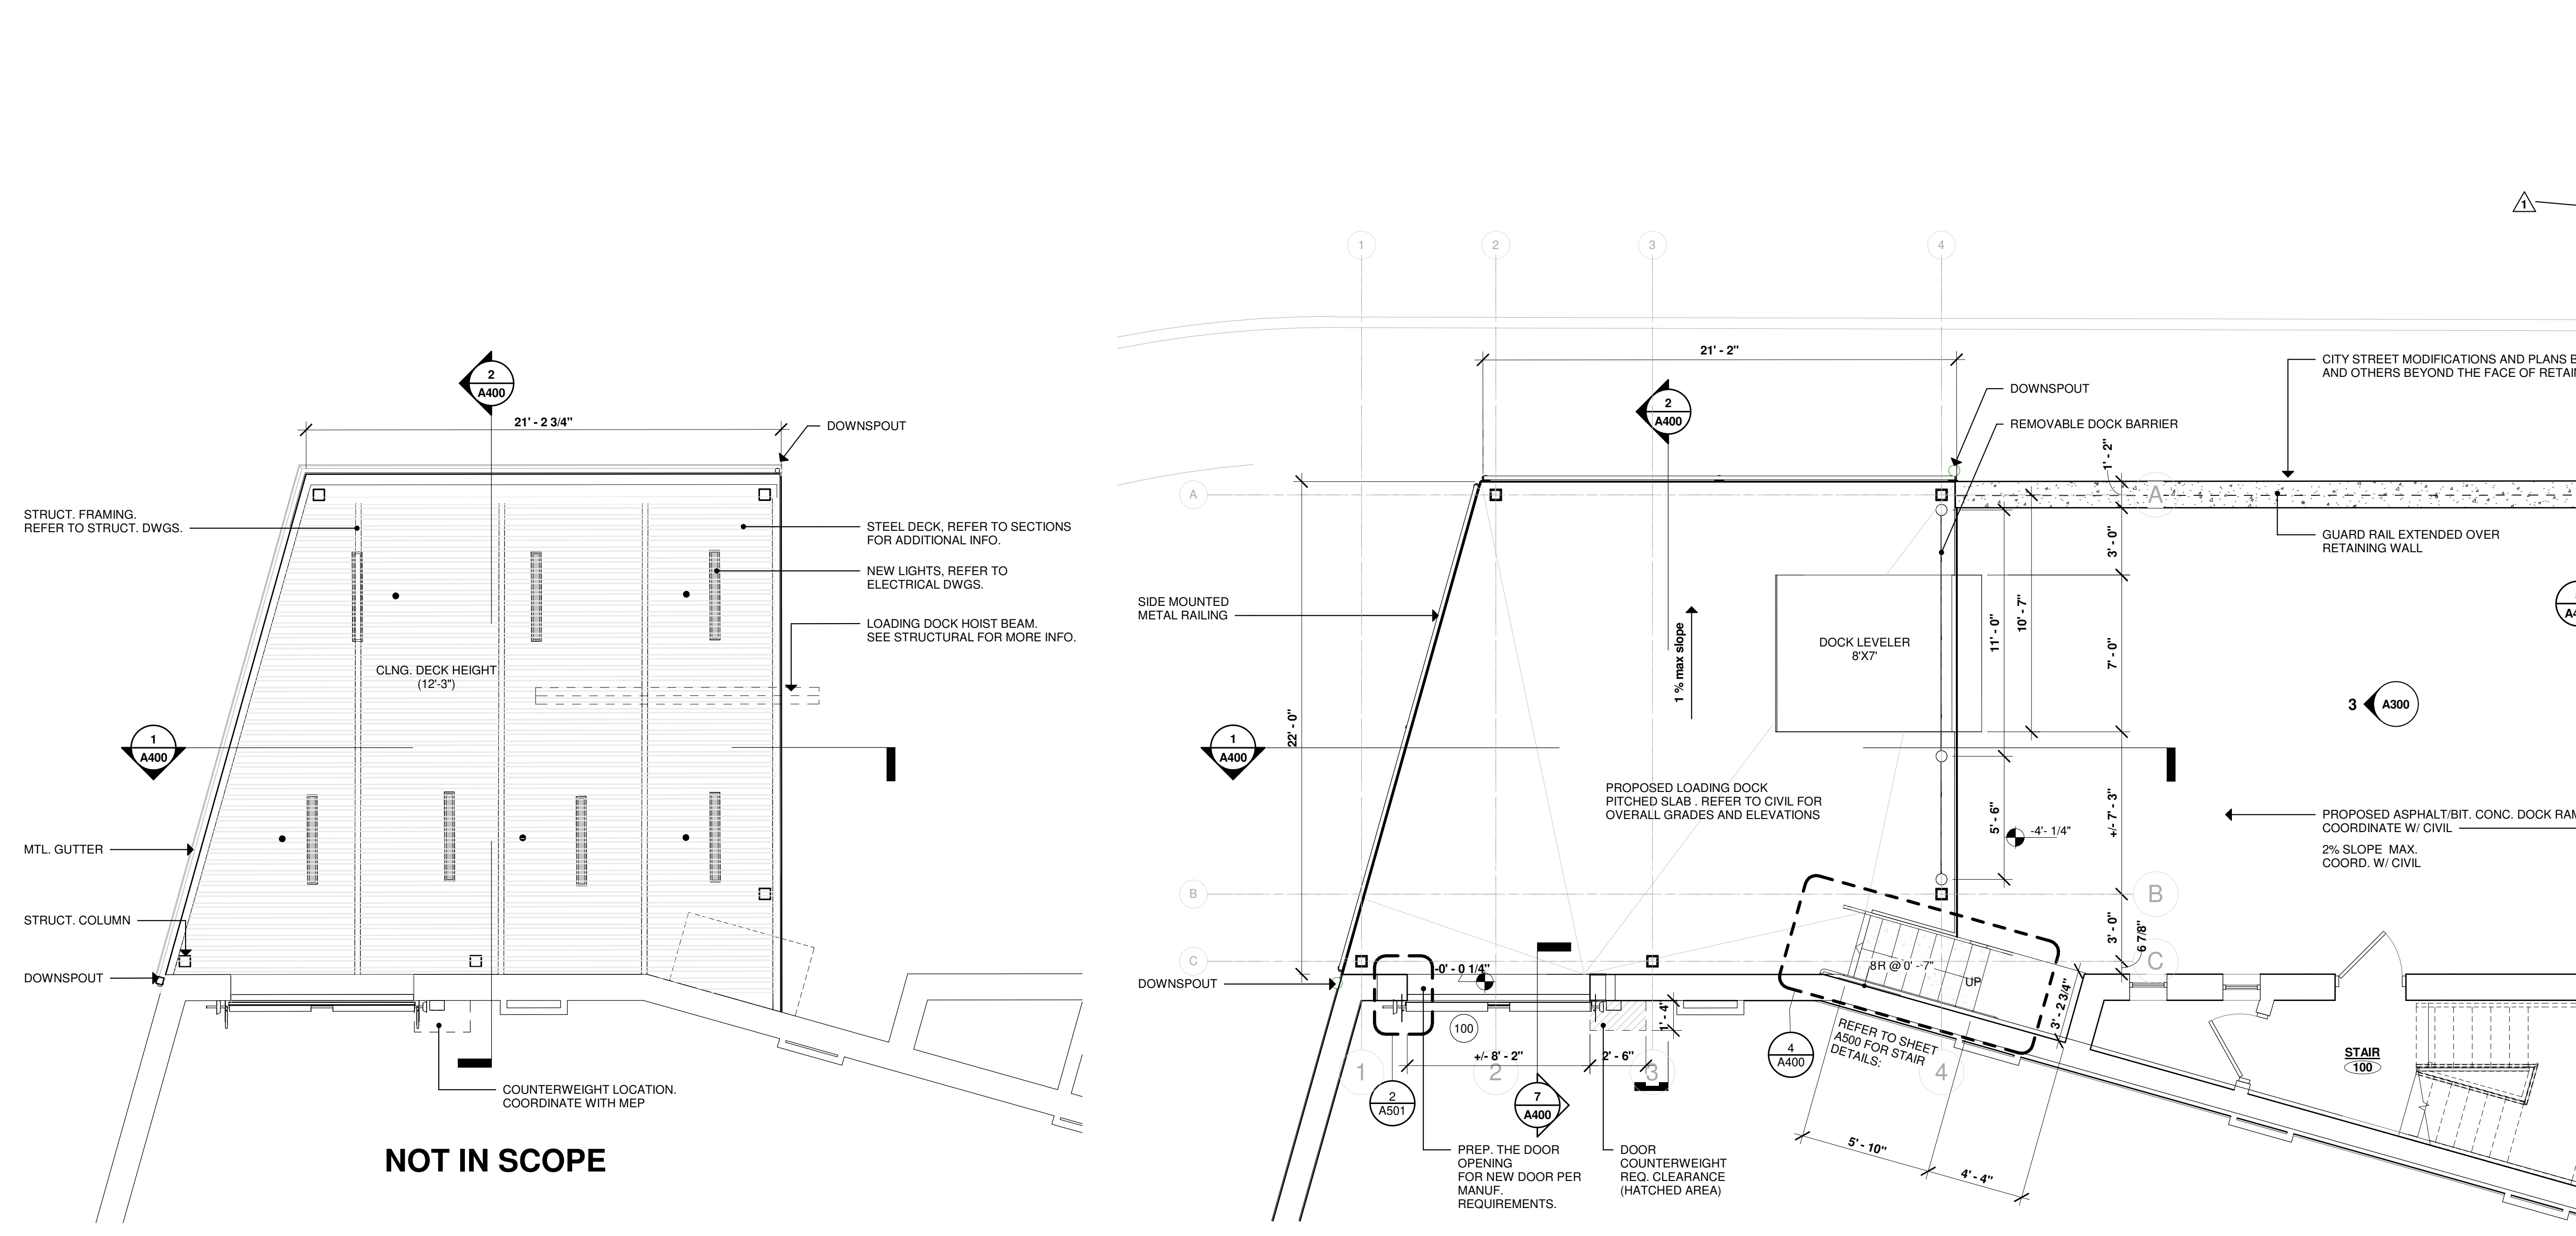 2
A400
21' - 2 3/4"
DOWNSPOUT
STRUCT. FRAMING.
REFER TO STRUCT. DWGS.
STEEL DECK, REFER TO SECTIONS
FOR ADDITIONAL INFO.
NEW LIGHTS, REFER TO
ELECTRICAL DWGS.
LOADING DOCK HOIST BEAM.
SEE STRUCTURAL FOR MORE INFO.
CLNG. DECK HEIGHT
(12'-3")
1
A400
MTL. GUTTER
STRUCT. COLUMN
DOWNSPOUT
COUNTERWEIGHT LOCATION.
COORDINATE WITH MEP
NOT IN SCOPE
1
1
2
3
4
21' - 2"
CITY STREET MODIFICATIONS AND PLANS B
AND OTHERS BEYOND THE FACE OF RETAI
DOWNSPOUT
2
A400
REMOVABLE DOCK BARRIER
1' - 2"
A
A
GUARD RAIL EXTENDED OVER
RETAINING WALL
3' - 0"
SIDE MOUNTED
METAL RAILING
DOCK LEVELER
8'X7'
11' - 0"
10' - 7"
7' - 0"
1 % max slope
22' - 0"
3
A300
1
A400
PROPOSED LOADING DOCK
PITCHED SLAB . REFER TO CIVIL FOR
OVERALL GRADES AND ELEVATIONS
5' - 6"
+/- 7' - 3"
-4'- 1/4"
PROPOSED ASPHALT/BIT. CONC. DOCK RAM
COORDINATE W/ CIVIL
2% SLOPE MAX.
COORD. W/ CIVIL
B
B
3' - 0"
6 7/8"
C
C
DOWNSPOUT
-0' - 0 1/4"
8R @ 0' - 7"
UP
3' - 2 3/4"
1' - 4"
100
REFER TO SHEET
A500 FOR STAIR
DETAILS:
4
A400
+/- 8' - 2"
2' - 6"
1
2
3
4
STAIR
100
2
A501
7
A400
5' - 10"
4' - 4"
PREP. THE DOOR
OPENING
FOR NEW DOOR PER
MANUF.
REQUIREMENTS.
DOOR
COUNTERWEIGHT
REQ. CLEARANCE
(HATCHED AREA)